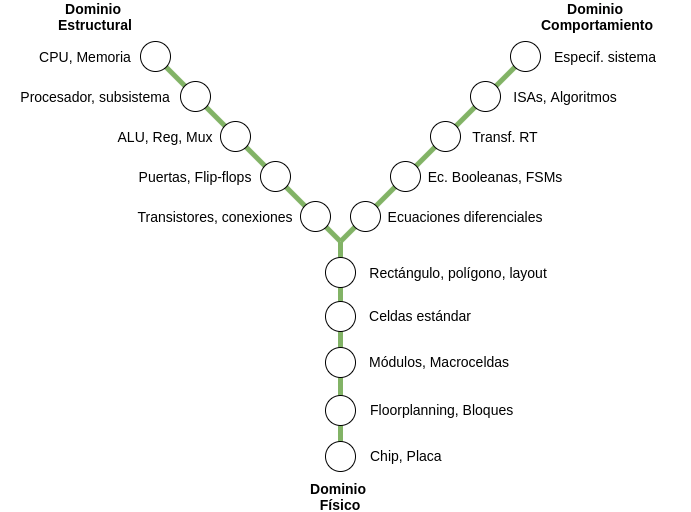 Dominio
Estructural
Dominio
Comportamiento
CPU, Memoria
Especif. sistema
Procesador, subsistema
ISAs, Algoritmos
ALU, Reg, Mux
Transf. RT
Puertas, Flip-flops
Ec. Booleanas, FSMs
Transistores, conexiones
Ecuaciones diferenciales
Rectángulo, polígono, layout
Celdas estándar
Módulos, Macroceldas
Floorplanning, Bloques
Chip, Placa
Dominio
Físico